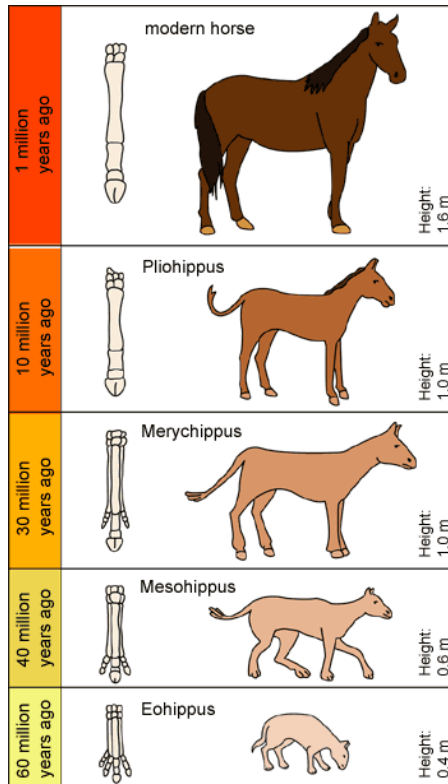 1 million
years ago
modern horse
Height:
1.6 m
10 million
years ago
Pliohippus
Height:
1.0 m
30 million
years ago
Merychippus
Height:
1.0 m
40 million
years ago
Mesohippus
Height:
0.6 m
60 million
years ago
Eohippus
Height:
0.4 m